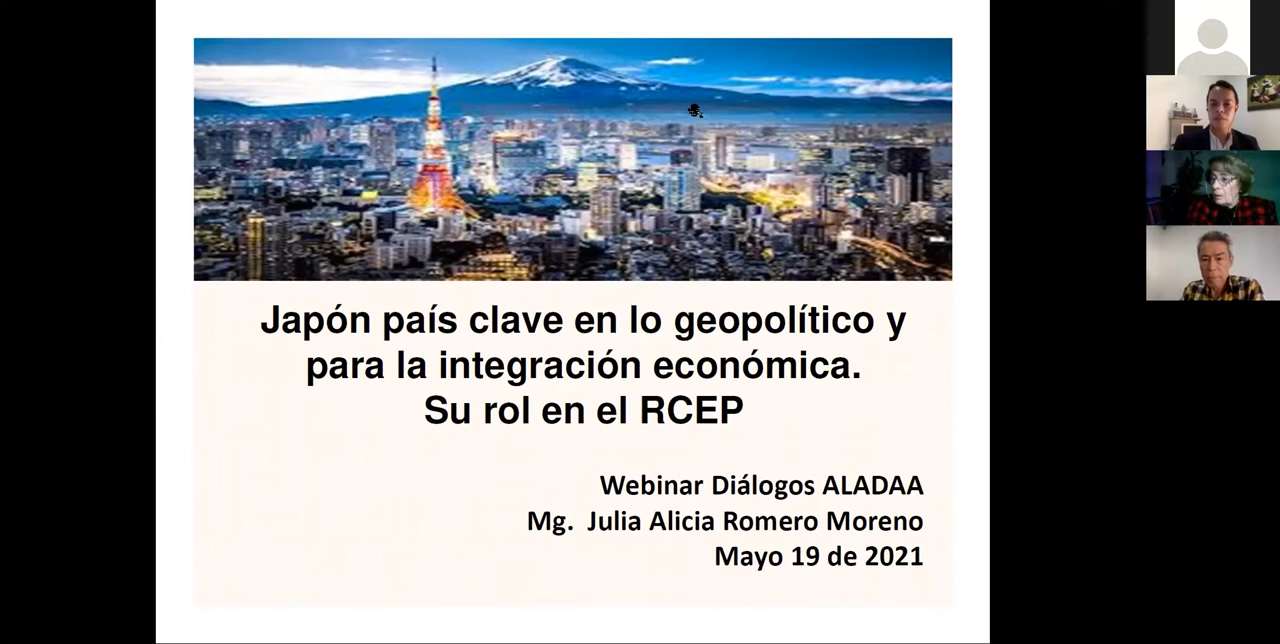 Japón país clave en lo geopolítico y
para la integración económica.
Su rol en el RCEP
Webinar Diálogos ALADAA
Mg. Julia Alicia Romero Moreno
Mayo 19 de 2021